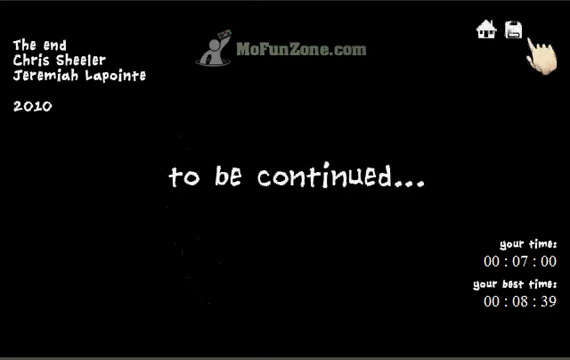 The end
Chris Sheeler
Jeremiah Lapointe
2010
MoFunZone.com
to be continued...
your time:
00 : 07 : 00
your best time:
00 : 08 : 39